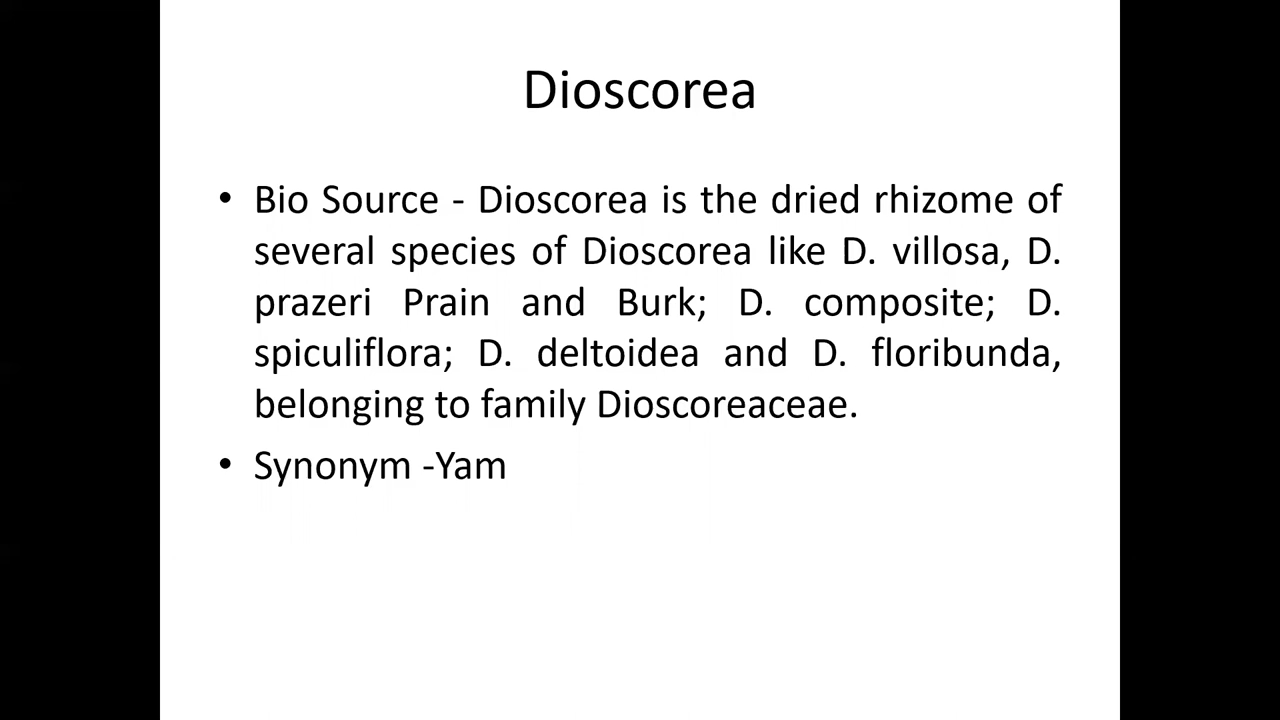 Dioscorea
• Bio Source - Dioscorea is the dried rhizome of
several species of Dioscorea like D. villosa, D.
prazeri Prain and Burk; D. composite; D.
spiculiflora; D. deltoidea and D. floribunda,
belonging to family Dioscoreaceae.
• Synonym -Yam